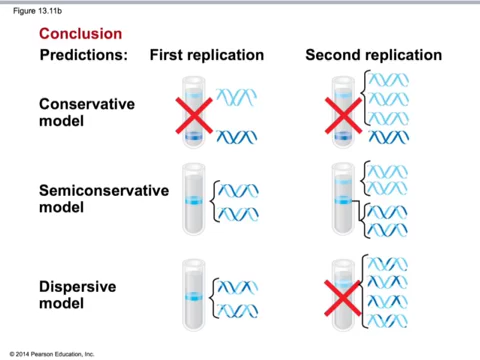 Figure 13.11b
Conclusion
Predictions: First replication Second replication
Conservative
model
Semiconservative
model
Dispersive
model
© 2014 Pearson Education, Inc.